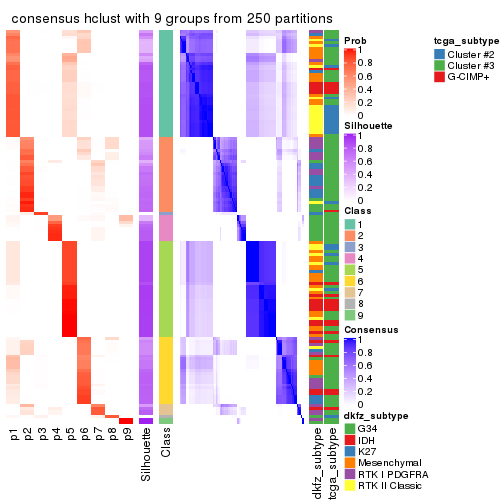 consensus hclust with 9 groups from 250 partitions
Prob
1
0.8
0.6
0.4
0.2
0
Silhouette
1
0.8
0.6
0.4
0.2
0
Class
1
2
3
4
5
6
7
8
9
Consensus
1
0.8
0.6
0.4
0.2
0
dkfz_subtype
G34
IDH
K27
Mesenchymal
RTK I PDGFRA
RTK II Classic
tcga_subtype
Cluster #2
Cluster #3
G-CIMP+
p1
p2
p3
p4
p5
p6
p7
p8
p9
Silhouette
Class
dkfz_subtype
tcga_subtype